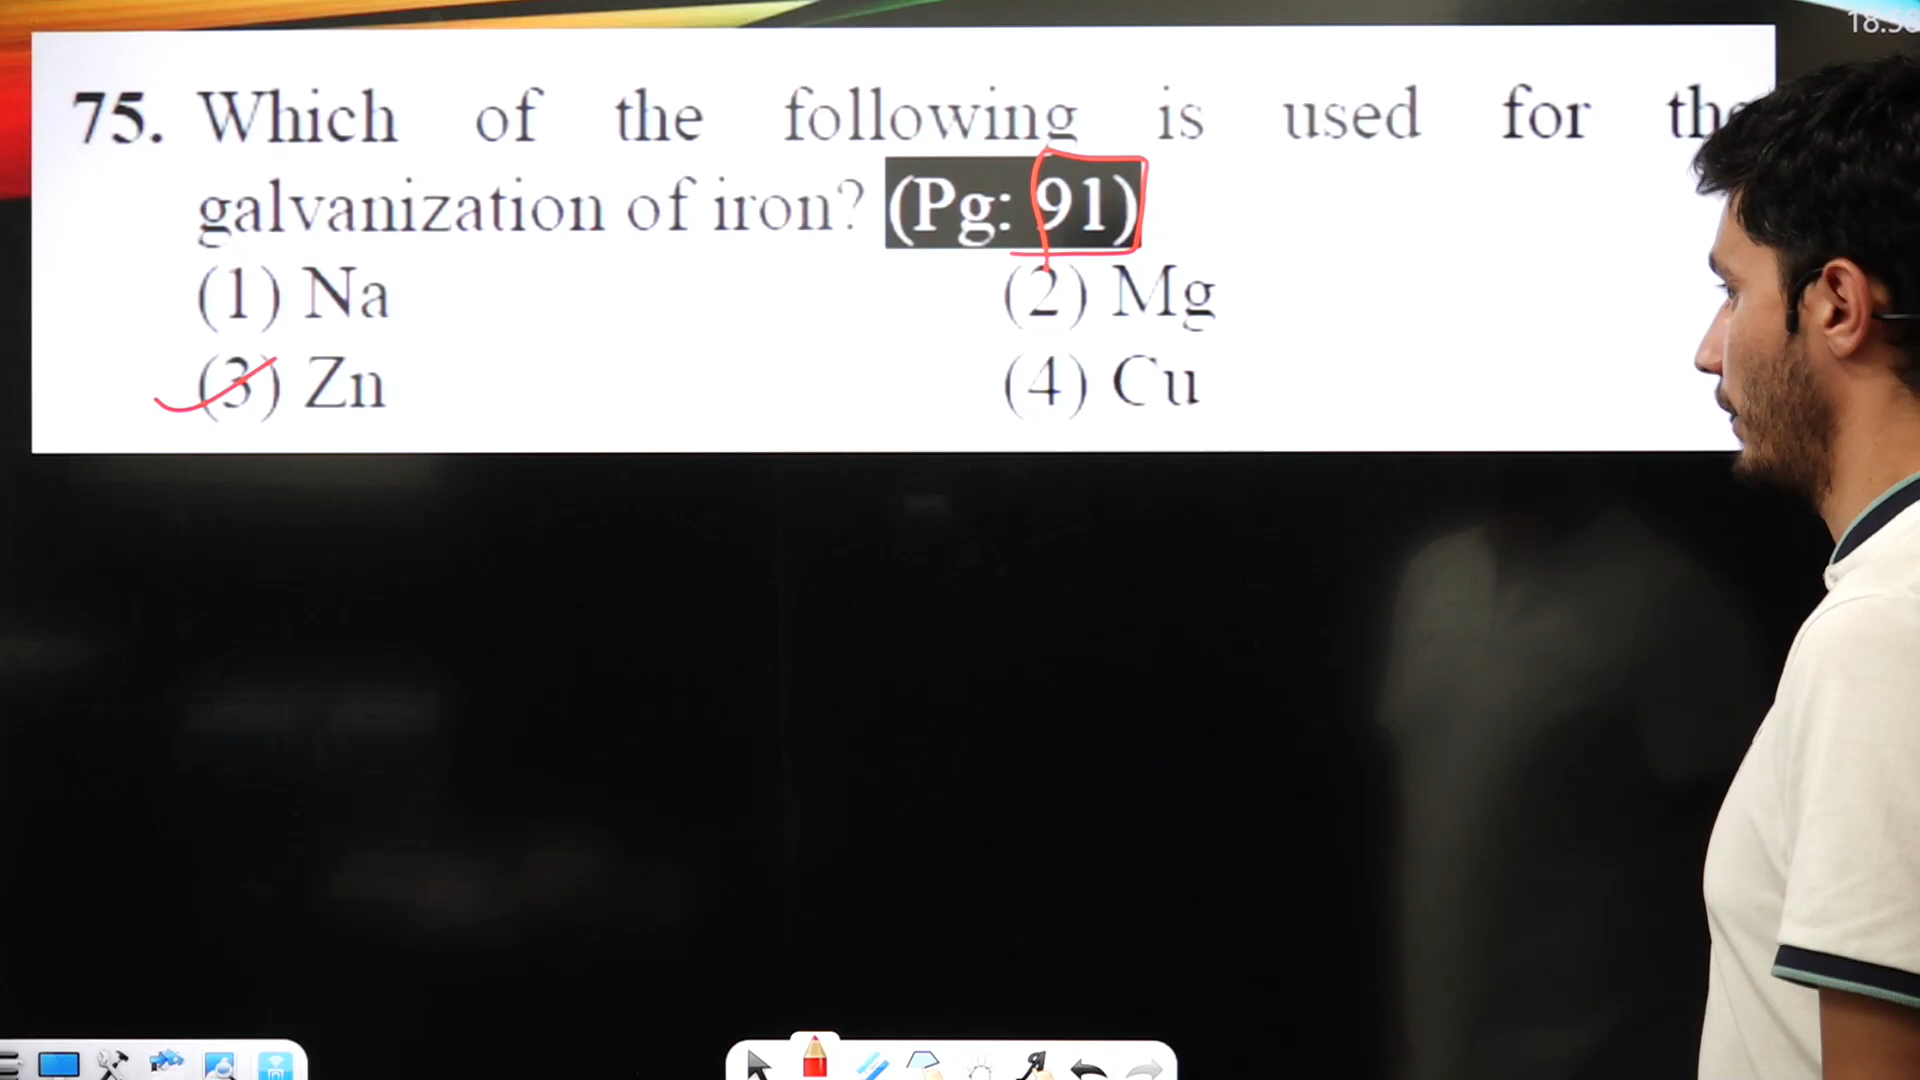 75. Which of the following is used for the
galvanization of iron? (Pg: 91)
(1) Na (2) Mg
(3) Zn (4) Cu